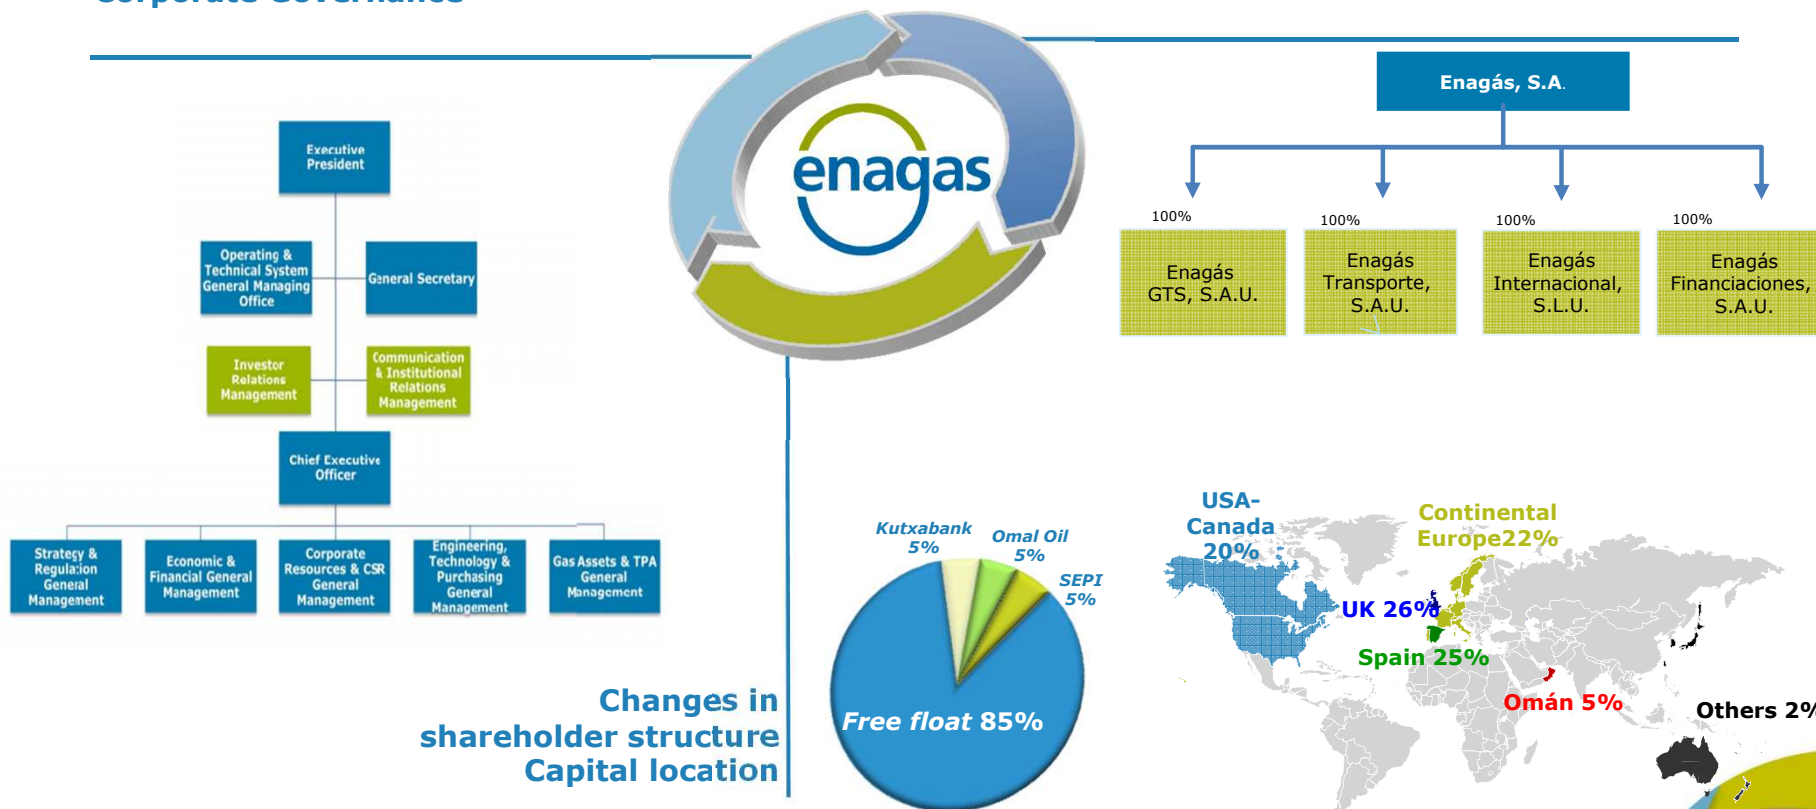 Corporate Governance
Executive
President
Operating &
Technical System
General Managing
Office
General Secretary
Investor
Relations
Management
Communication
& Institutional
Relations
Management
Chief Executive
Officer
Strategy &
Regulation
General
Management
Economic &
Financial General
Management
Corporate
Resources & CSR
General
Management
Engineering,
Technology &
Purchasing
General
Management
Gas Assets & TPA
General
Management
enagas
Enagás, S.A.
100%
Enagás
GTS, S.A.U.
100%
Enagás
Transporte,
S.A.U.
100%
Enagás
Internacional,
S.L.U.
100%
Enagás
Financiaciones,
S.A.U.
Changes in
shareholder structure
Capital location
Kutxabank
5%
Omal Oil
5%
SEPI
5%
Free float 85%
USA-
Canada
20%
Continental
Europe22%
UK 26%
Spain 25%
Omán 5%
Others 2%